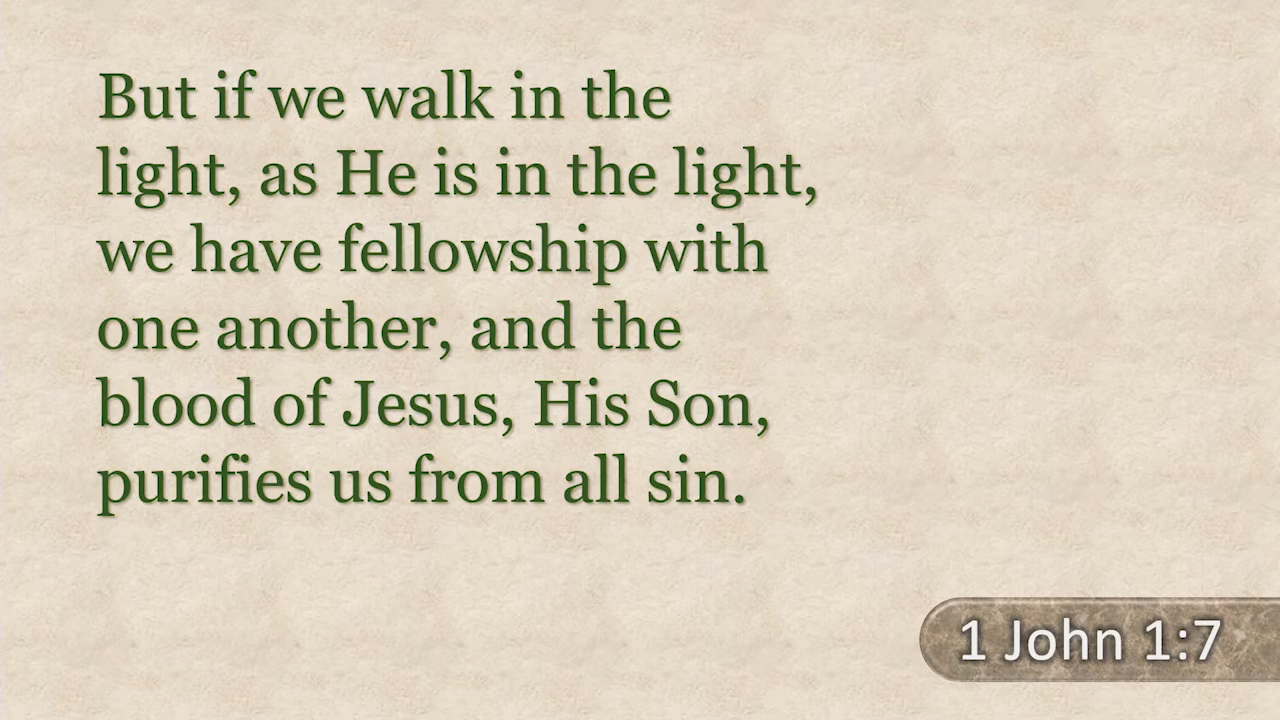 But if we walk in the
light, as He is in the light,
we have fellowship with
one another, and the
blood of Jesus, His Son,
purifies us from all sin.
1 John 1:7